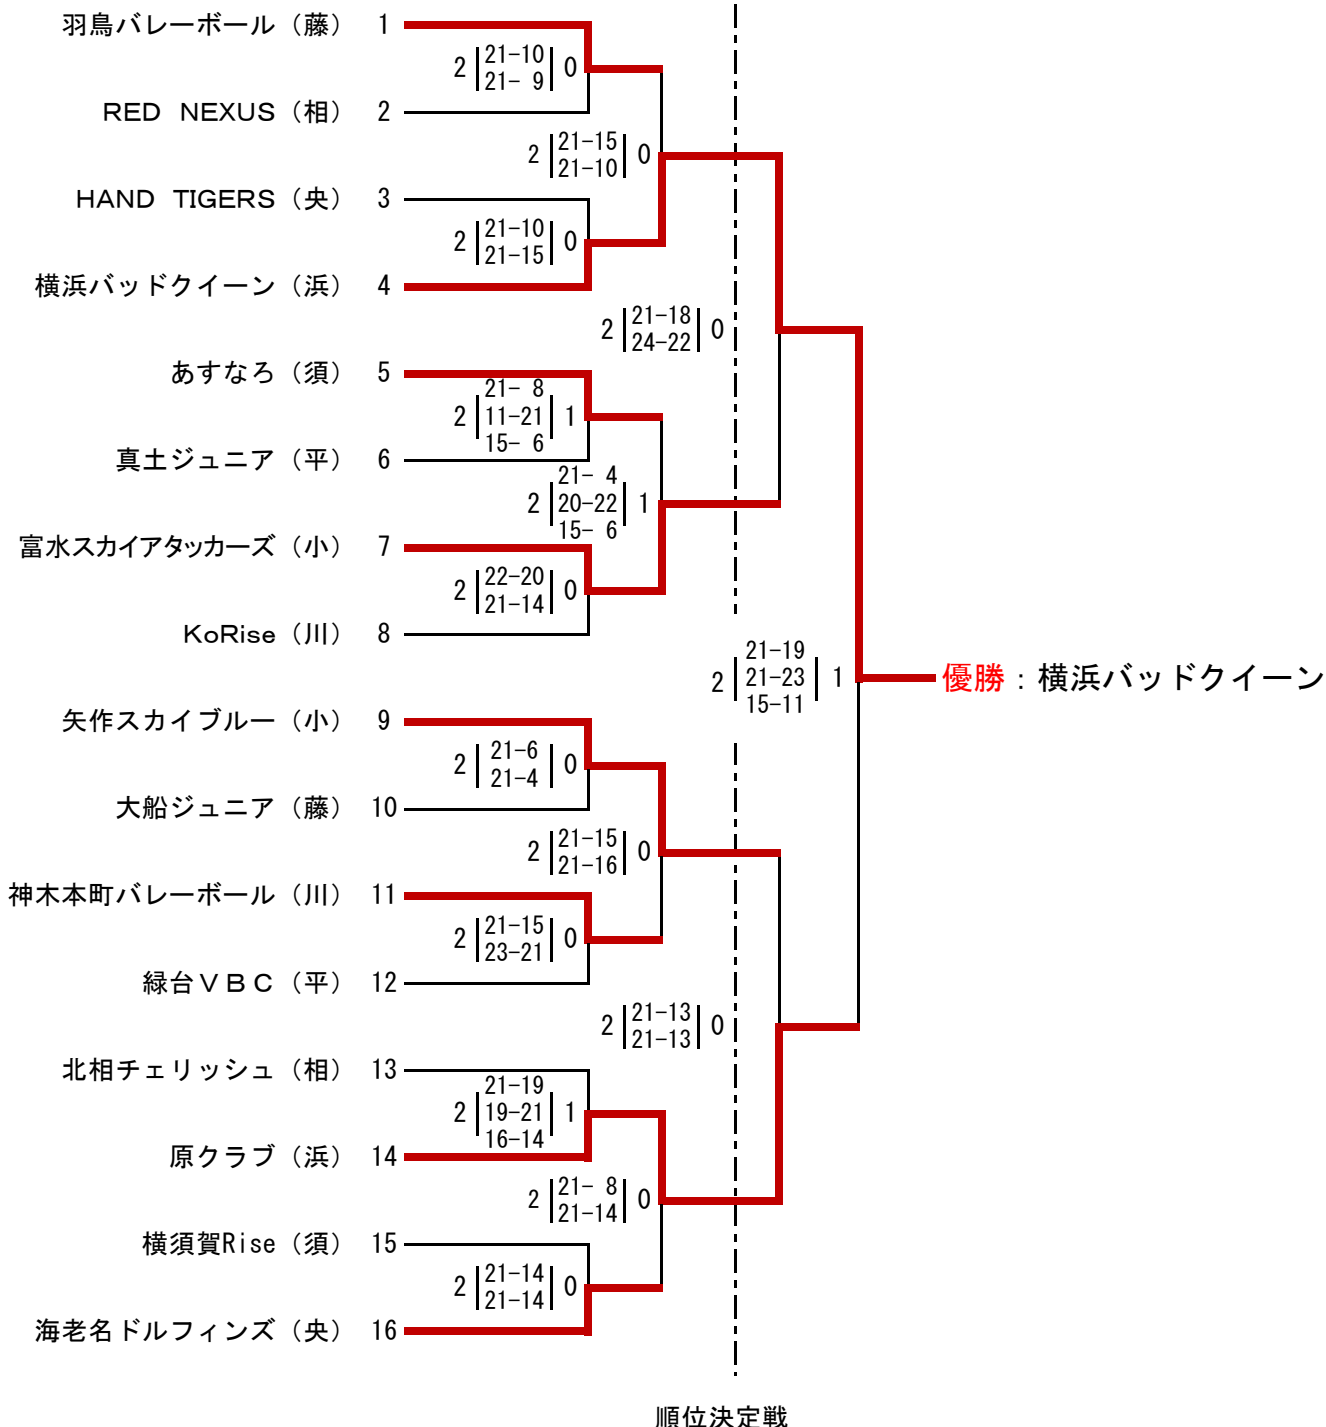 羽鳥バレーボール（藤） 1
2 21-10 0
21- 9
RED NEXUS（相） 2
2 21-15 0
21-10
HAND TIGERS（央） 3
2 21-10 0
21-15
横浜バッドクイーン（浜） 4
2 21-18 0
24-22
あすなろ（須） 5
21- 8
2 11-21 1
15- 6
真土ジュニア（平） 6
21- 4
2 20-22 1
15- 6
富水スカイアタッカーズ（小） 7
2 22-20 0
21-14
KoRise（川） 8
21-19
2 21-23 1
15-11
優勝：横浜バッドクイーン
矢作スカイブルー（小） 9
2 21-6 0
21-4
大船ジュニア（藤） 10
2 21-15 0
21-16
神木本町バレーボール（川） 11
2 21-15 0
23-21
緑台ＶＢＣ（平） 12
2 21-13 0
21-13
北相チェリッシュ（相） 13
21-19
2 19-21 1
16-14
原クラブ（浜） 14
2 21- 8 0
21-14
横須賀Rise（須） 15
2 21-14 0
21-14
海老名ドルフィンズ（央） 16
順位決定戦